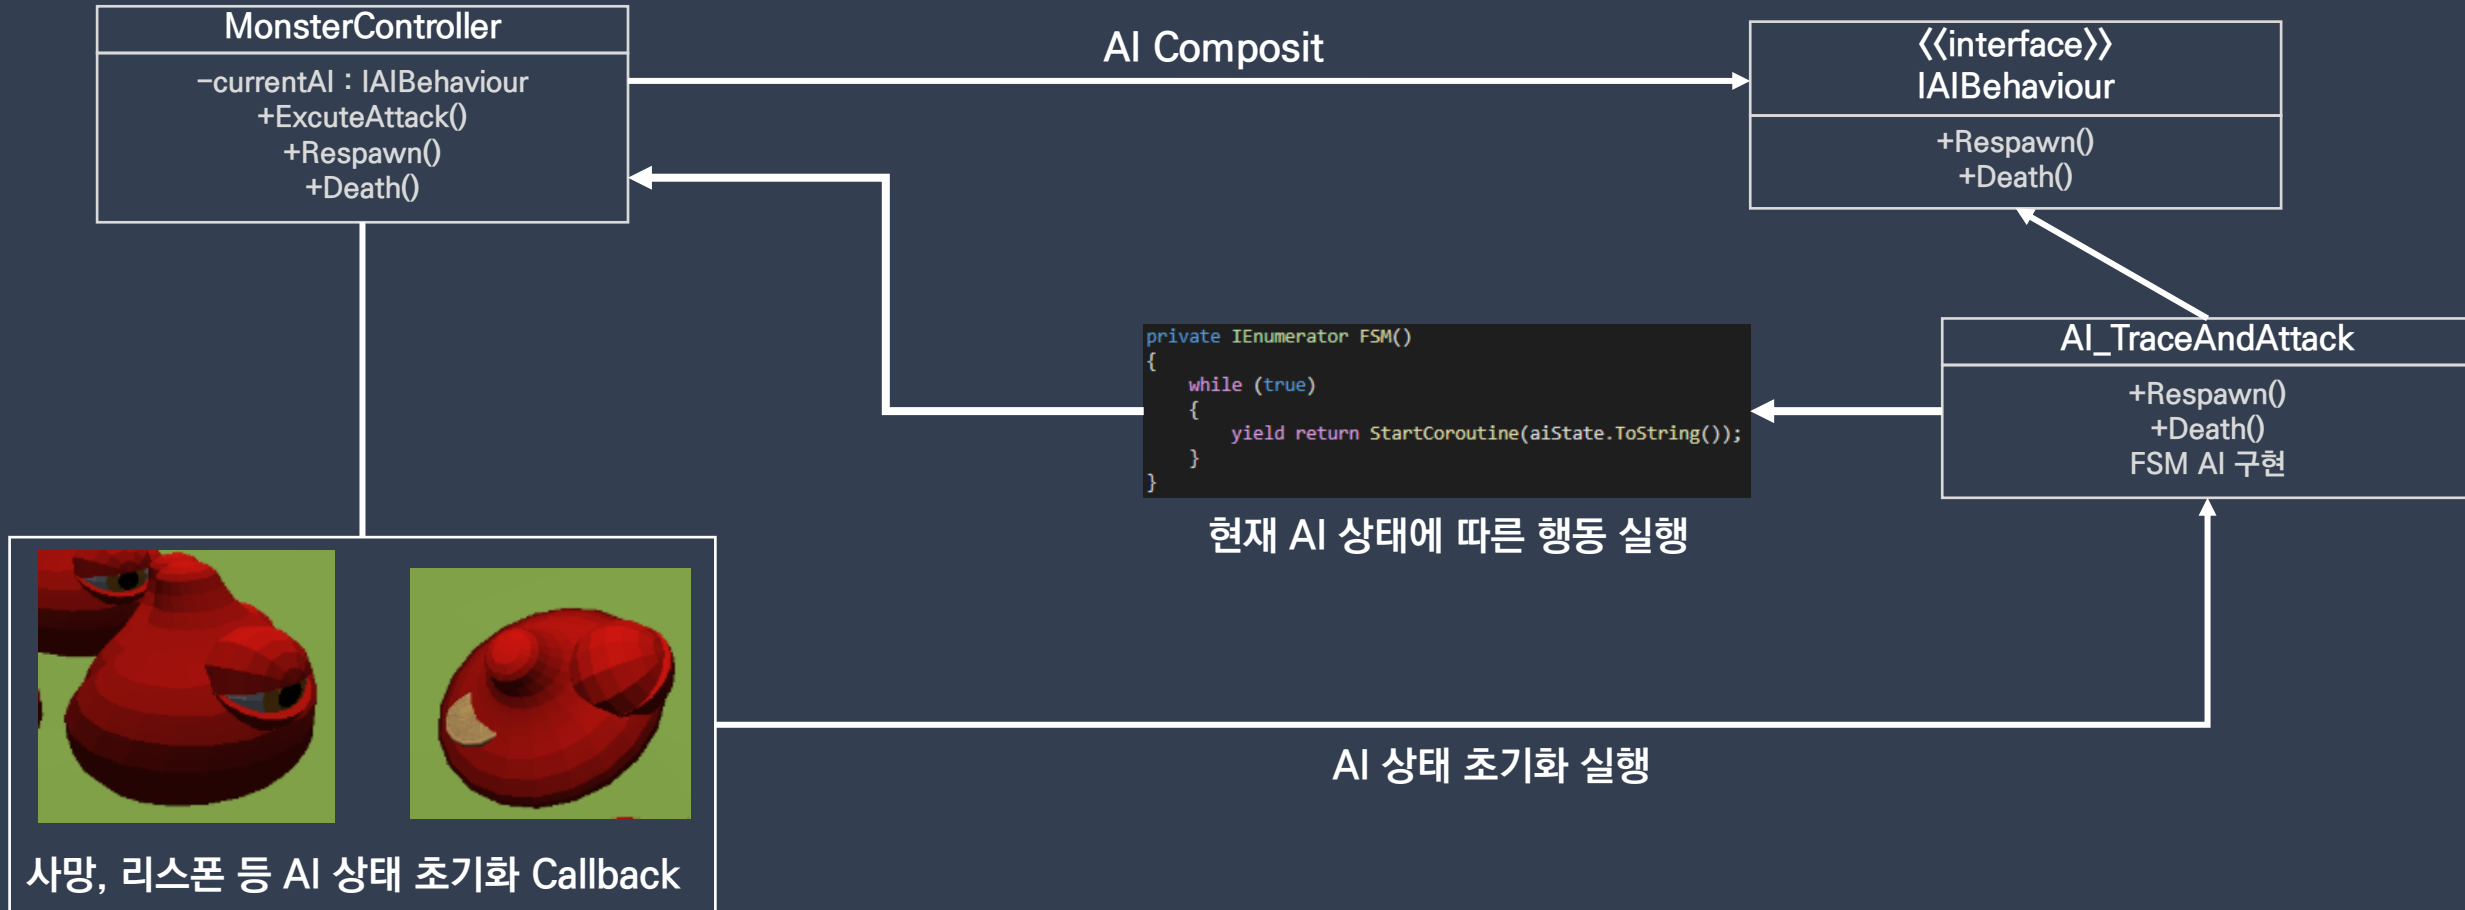 MonsterController
-currentAI : IAIBehaviour
+ExcuteAttack()
+Respawn()
+Death()
AI Composit
《interface》
IAIBehaviour
+Respawn()
+Death()
private IEnumerator FSM()
{
while (true)
{
yield return StartCoroutine(aiState.ToString());
}
}
현재 AI 상태에 따른 행동 실행
AI_TraceAndAttack
+Respawn()
+Death()
FSM AI 구현
AI 상태 초기화 실행
사망, 리스폰 등 AI 상태 초기화 Callback